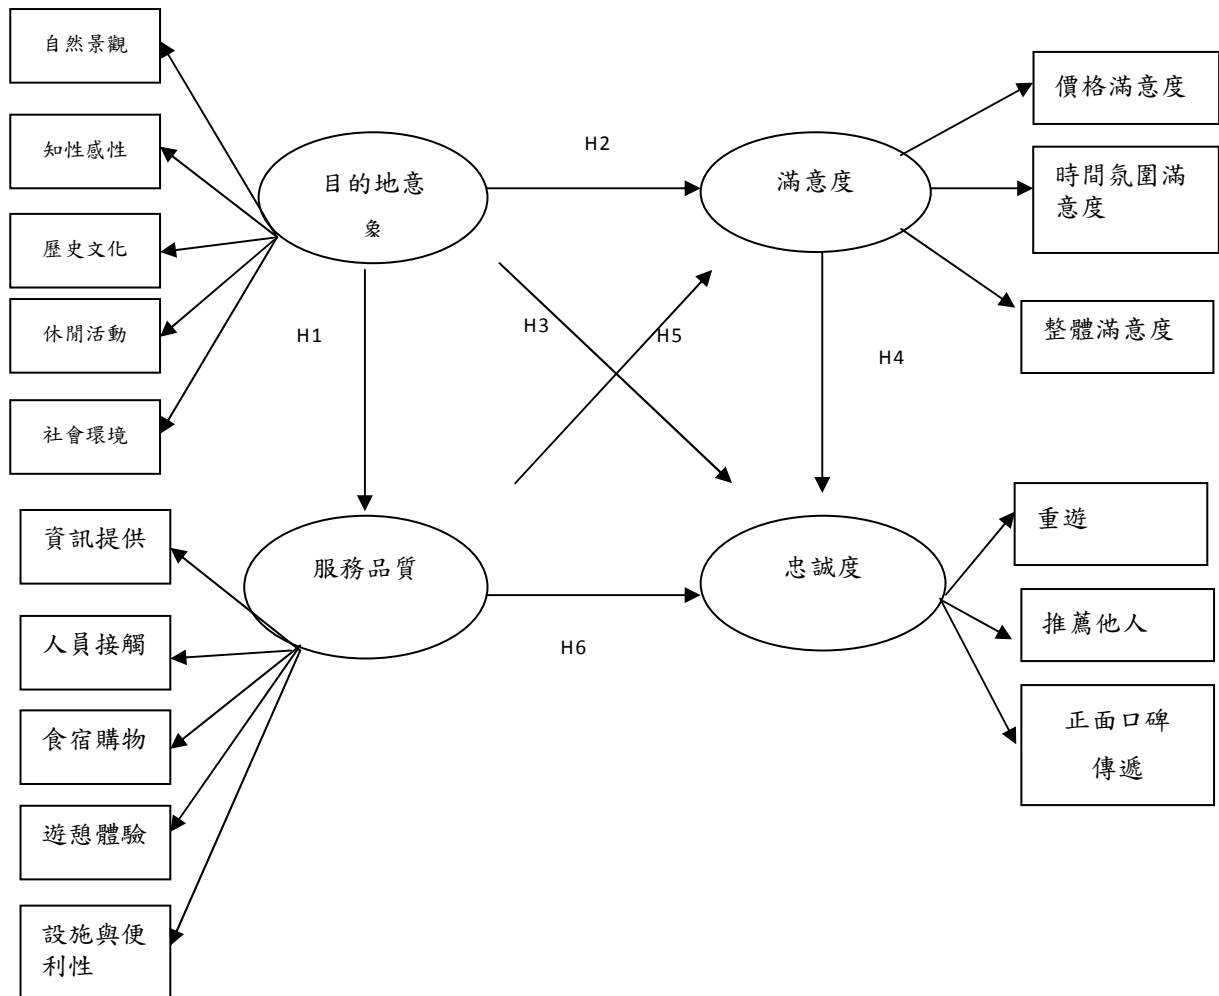 自然景觀
知性感性
歷史文化
休閒活動
社會環境
目的地意
象
H2
滿意度
價格滿意度
時間氛圍滿
意度
整體滿意度
H1
H3
H5
H4
資訊提供
人員接觸
食宿購物
遊憩體驗
設施與便
利性
服務品質
H6
忠誠度
重遊
推薦他人
正面口碑
傳遞